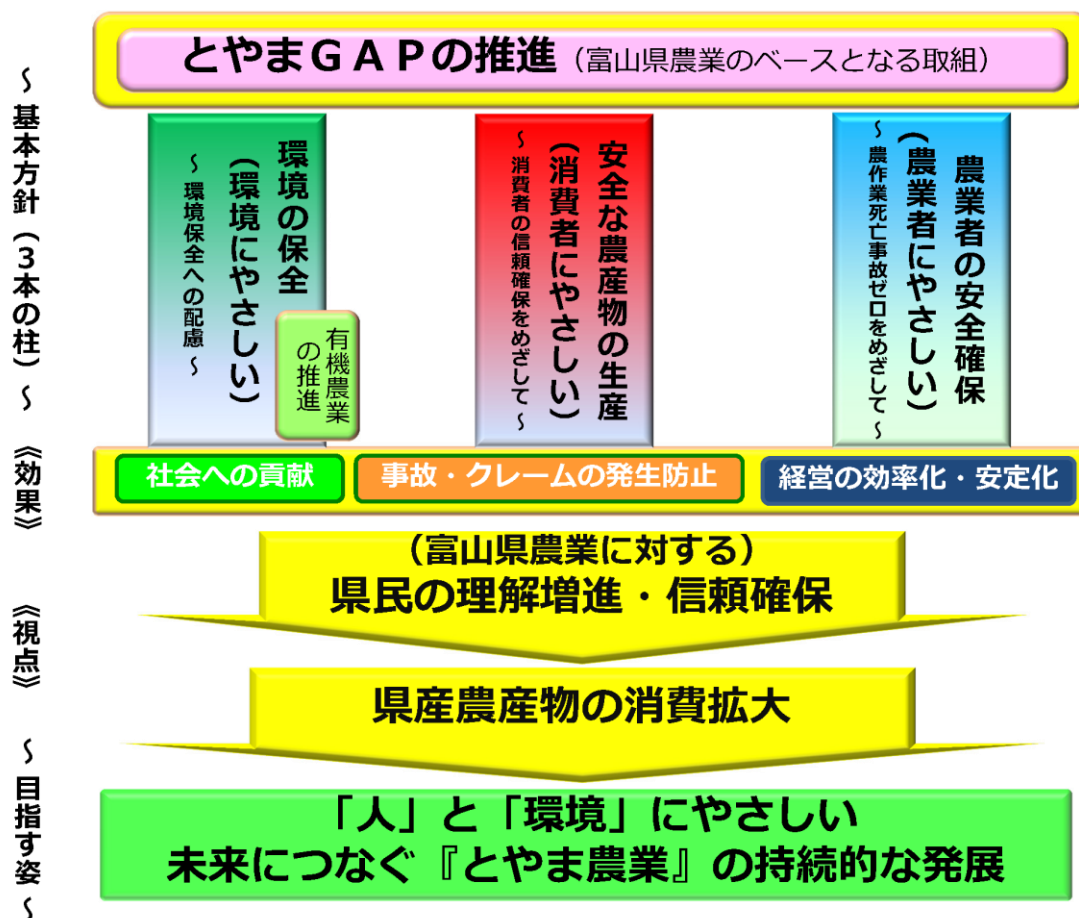 とやまＧＡＰの推進（富山県農業のベースとなる取組）
～基本方針（３本の柱）～
環境の保全
（環境にやさしい）
～環境保全への配慮～
有機農業
の推進
安全な農産物の生産
（消費者にやさしい）
～消費者の信頼確保をめざして～
農業者の安全確保
（農業者にやさしい）
～農作業死亡事故ゼロをめざして～
《効果》
社会への貢献
事故・クレームの発生防止
経営の効率化・安定化
《視点》
（富山県農業に対する）
県民の理解増進・信頼確保
県産農産物の消費拡大
～目指す姿～
「人」と「環境」にやさしい
未来につなぐ『とやま農業』の持続的な発展